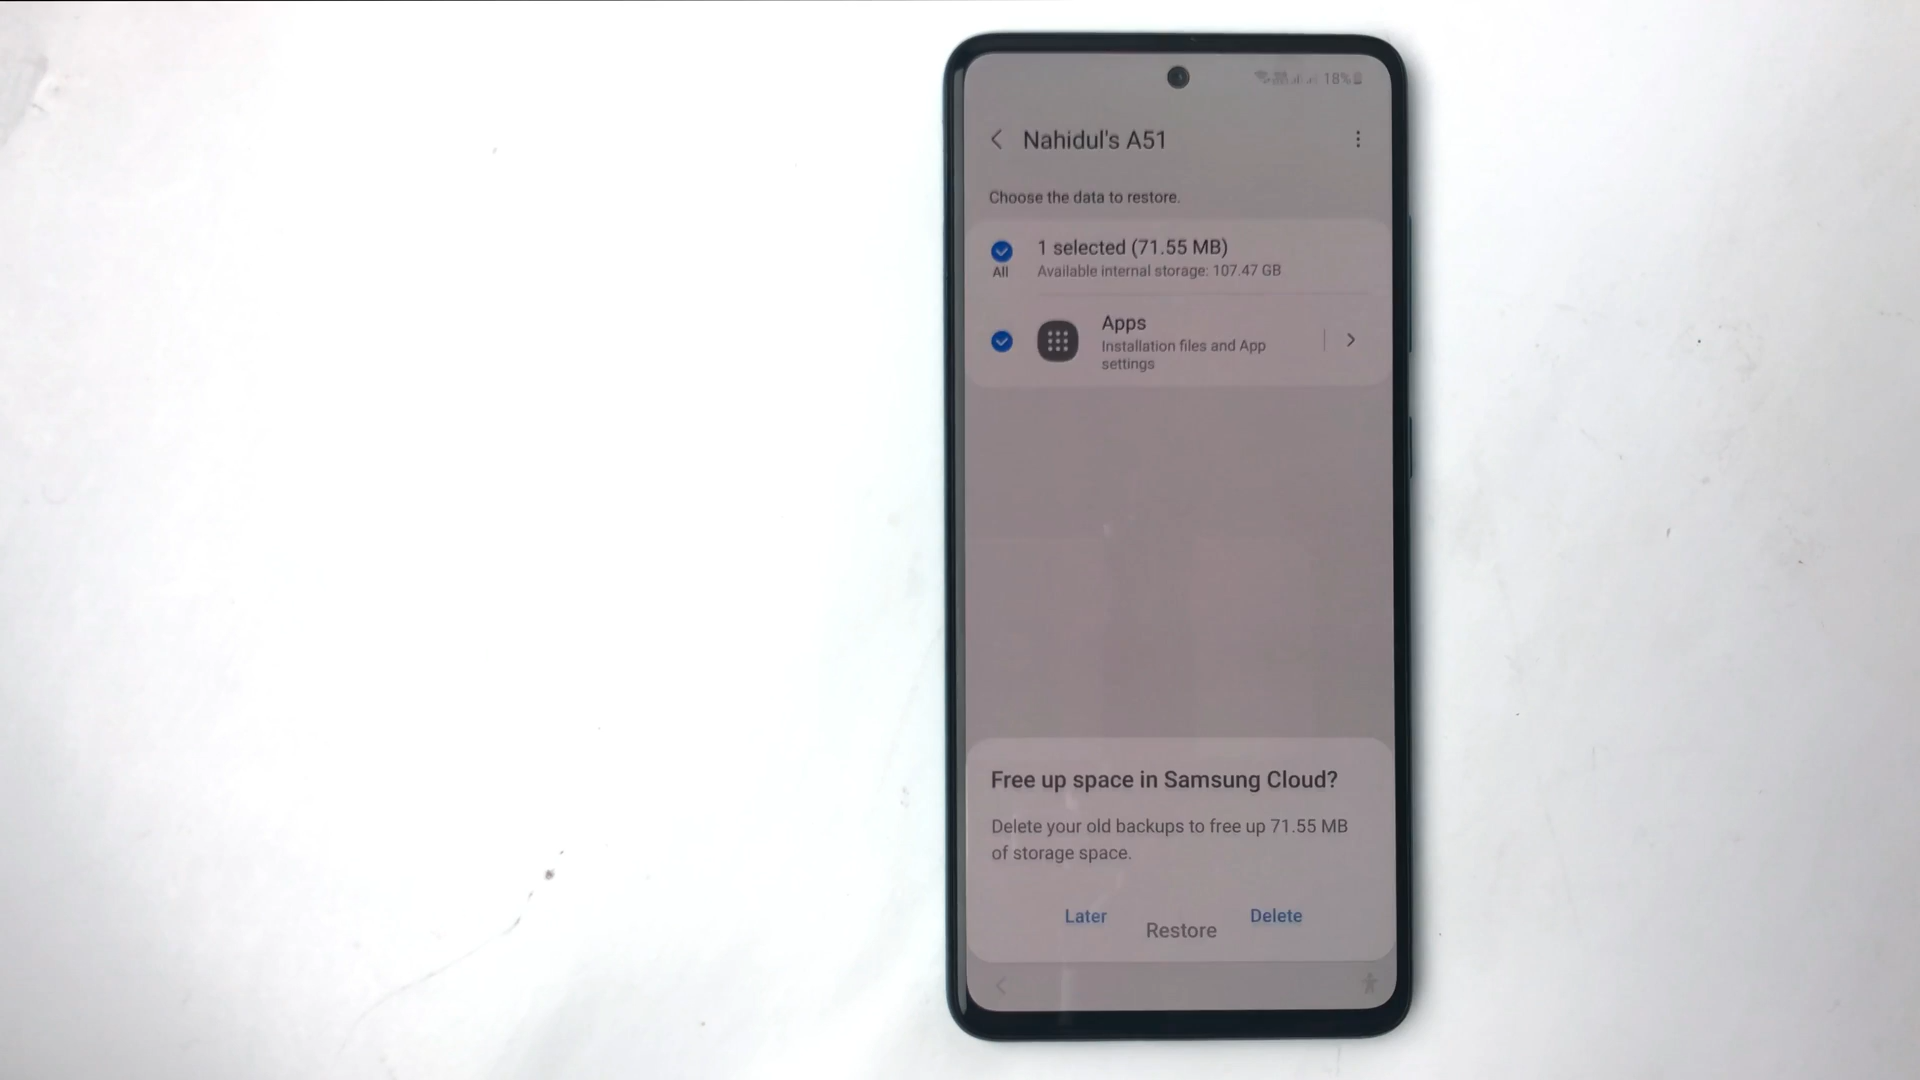 18%
Nahidul's A51
Choose the data to restore.
1 selected (71.55 MB)
All
Available internal storage: 107.47 GB
Apps
Installation files and App
settings
Free up space in Samsung Cloud?
Delete your old backups to free up 71.55 MB
of storage space.
Later
Restore
Delete